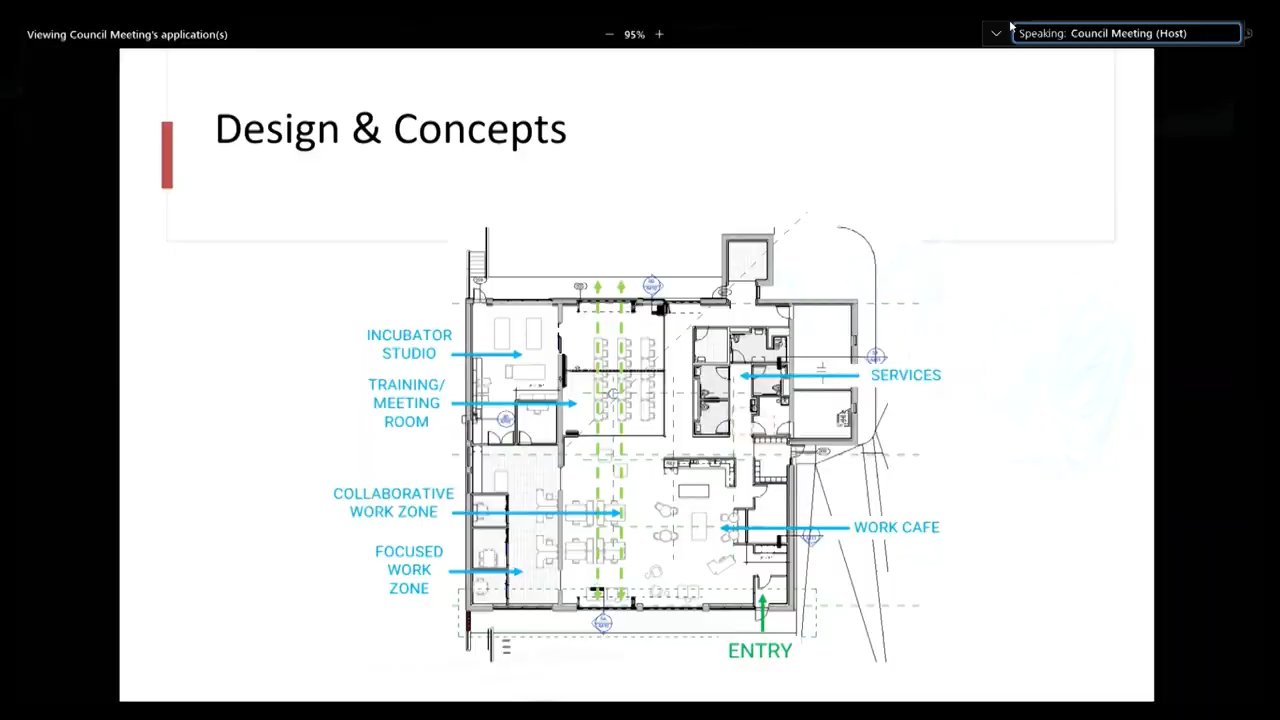 Viewing Council Meeting's application(s)
95%
Speaking: Council Meeting (Host)
Design & Concepts
INCUBATOR
STUDIO
TRAINING/
MEETING
ROOM
SERVICES
COLLABORATIVE
WORK ZONE
WORK CAFE
FOCUSED
WORK
ZONE
ENTRY